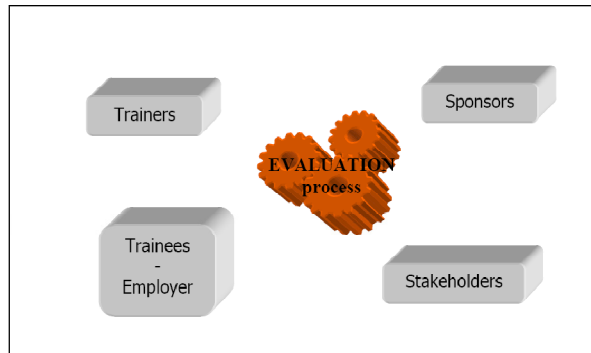 Trainers
Sponsors
EVALUATION
process
Trainees
-
Employer
Stakeholders